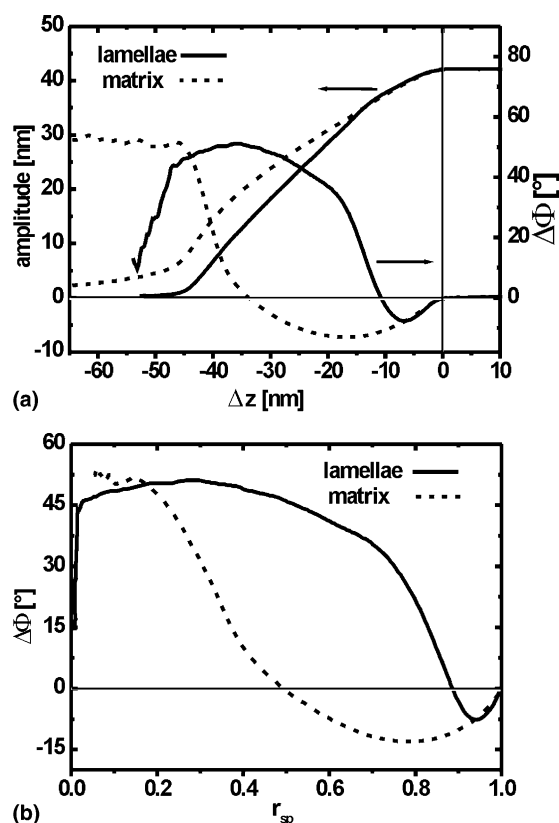 50
40
30
20
10
0
-10
amplitude [nm]
lamellae
matrix
80
60
40
20
0
ΔΦ [°]
-60 -50 -40 -30 -20 -10 0 10
Δz [nm]
(a)
60
45
30
15
0
-15
ΔΦ [°]
lamellae
matrix
0.0 0.2 0.4 0.6 0.8 1.0
r_sp
(b)